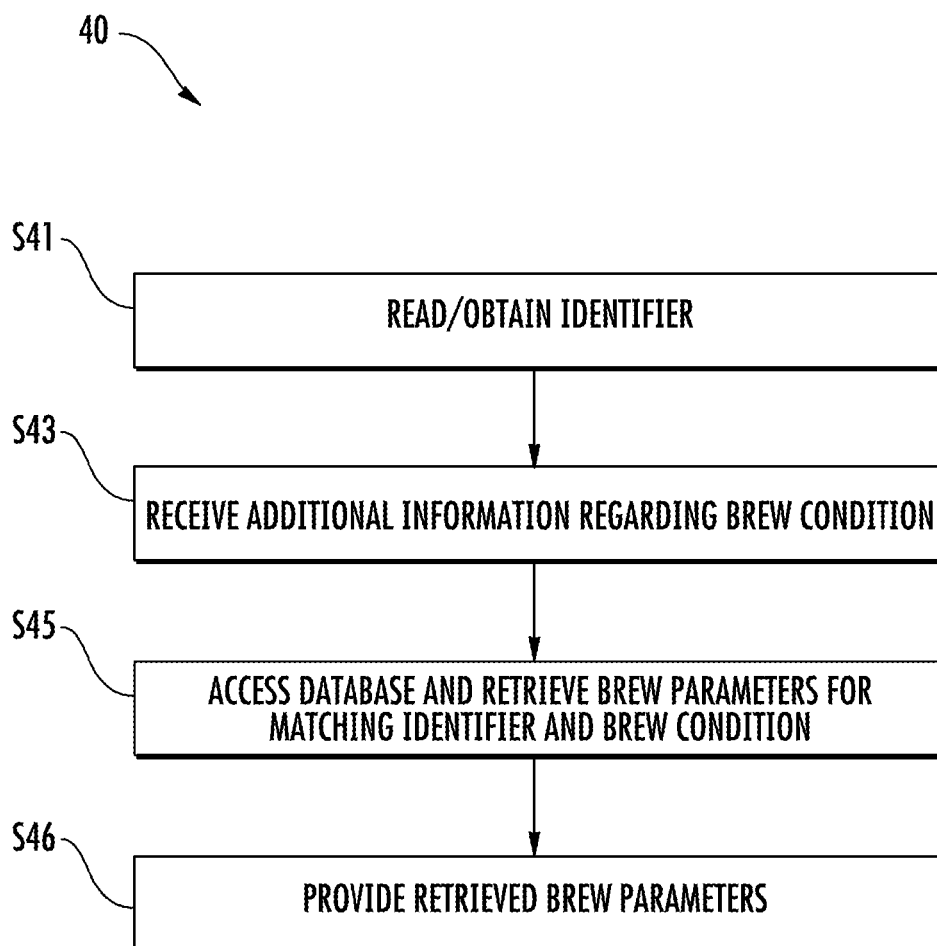 40
S41
READ/OBTAIN IDENTIFIER
S43
RECEIVE ADDITIONAL INFORMATION REGARDING BREW CONDITION
S45
ACCESS DATABASE AND RETRIEVE BREW PARAMETERS FOR
MATCHING IDENTIFIER AND BREW CONDITION
S46
PROVIDE RETRIEVED BREW PARAMETERS